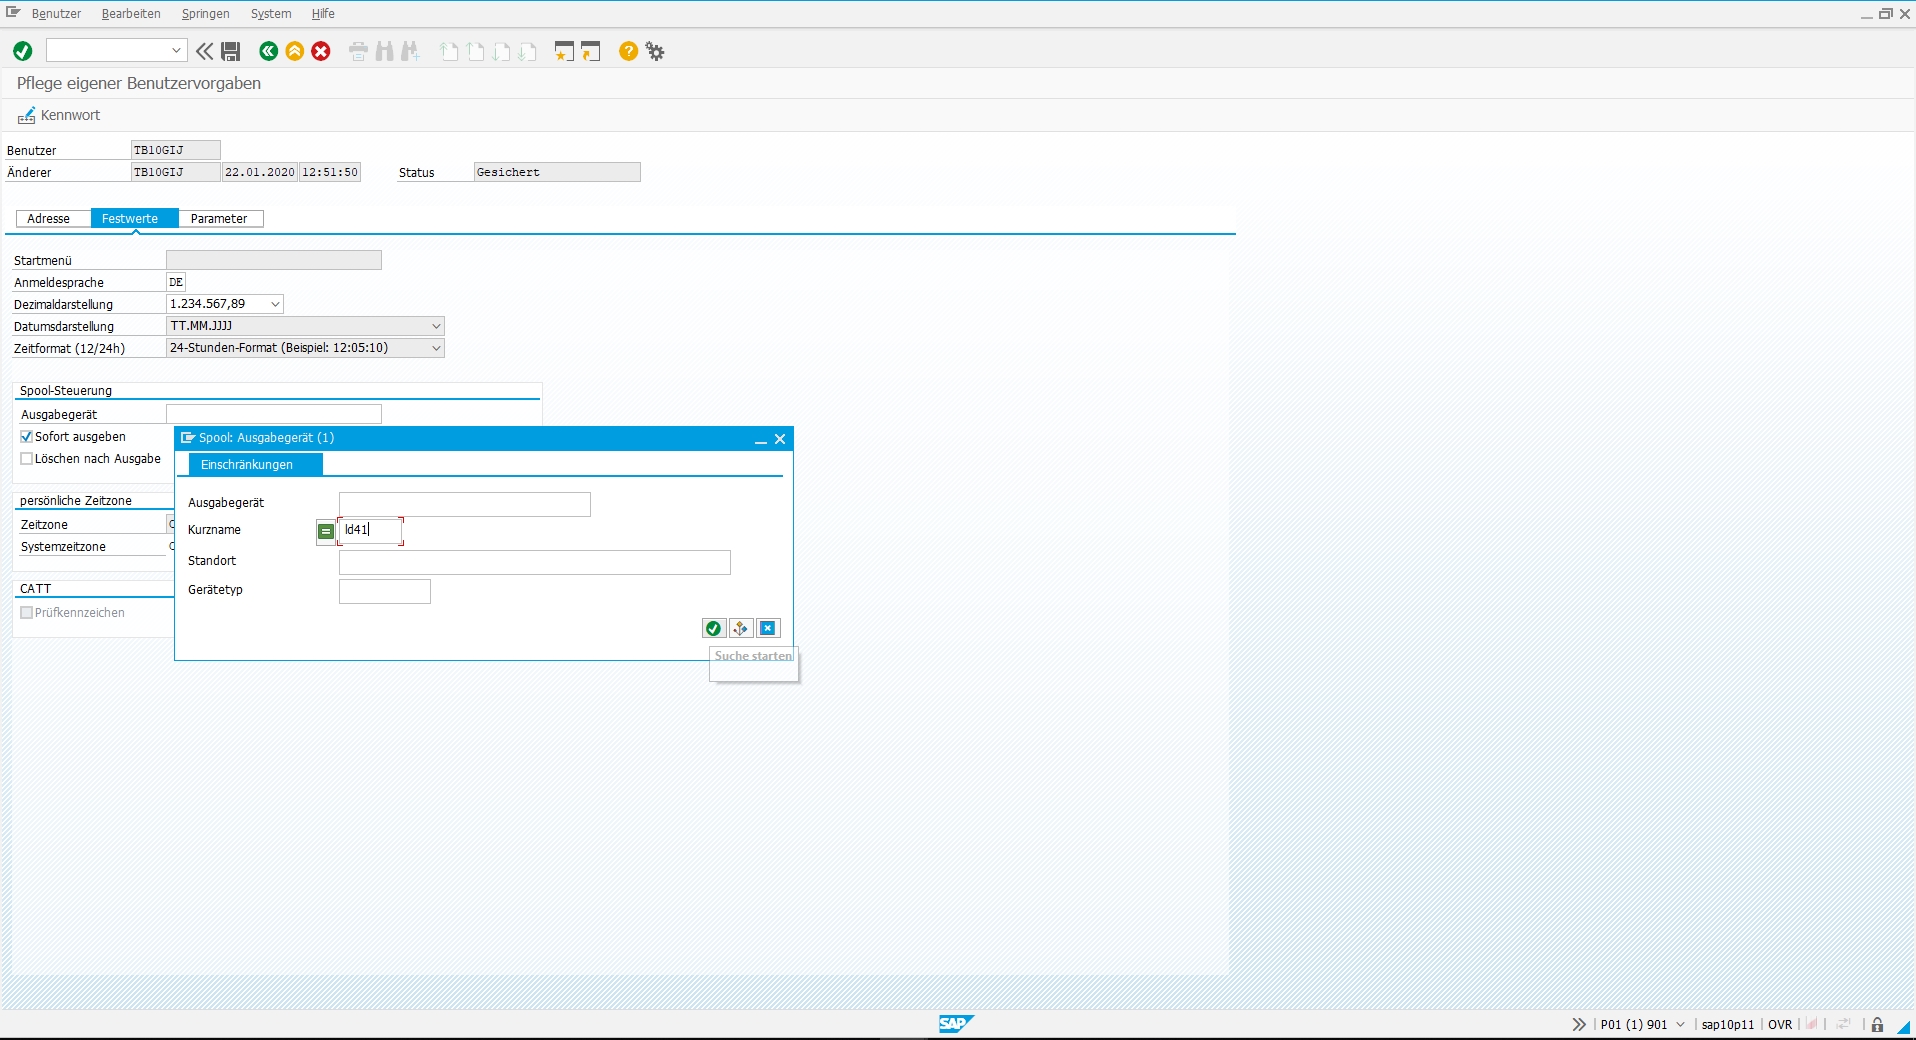 Benutzer Bearbeiten Springen System Hilfe
Pflege eigener Benutzervorgaben
Kennwort
Benutzer TB10GIJ
Änderer TB10GIJ 22.01.2020 12:51:50 Status Gesichert
Adresse Festwerte Parameter
Startmenü
Anmeldesprache DE
Dezimaldarstellung 1.234.567,89
Datumsdarstellung TT.MM.JJJJ
Zeitformat (12/24h) 24-Stunden-Format (Beispiel: 12:05:10)
Spool-Steuerung
Ausgabegerät
Sofort ausgeben
Löschen nach Ausgabe
persönliche Zeitzone
Zeitzone
Systemzeitzone
CATT
Prüfkennzeichen
Spool: Ausgabegerät (1)
Einschränkungen
Ausgabegerät
Kurzname ld41
Standort
Gerätetyp
Suche starten
SAP P01 (1) 901 sap10p11 OVR